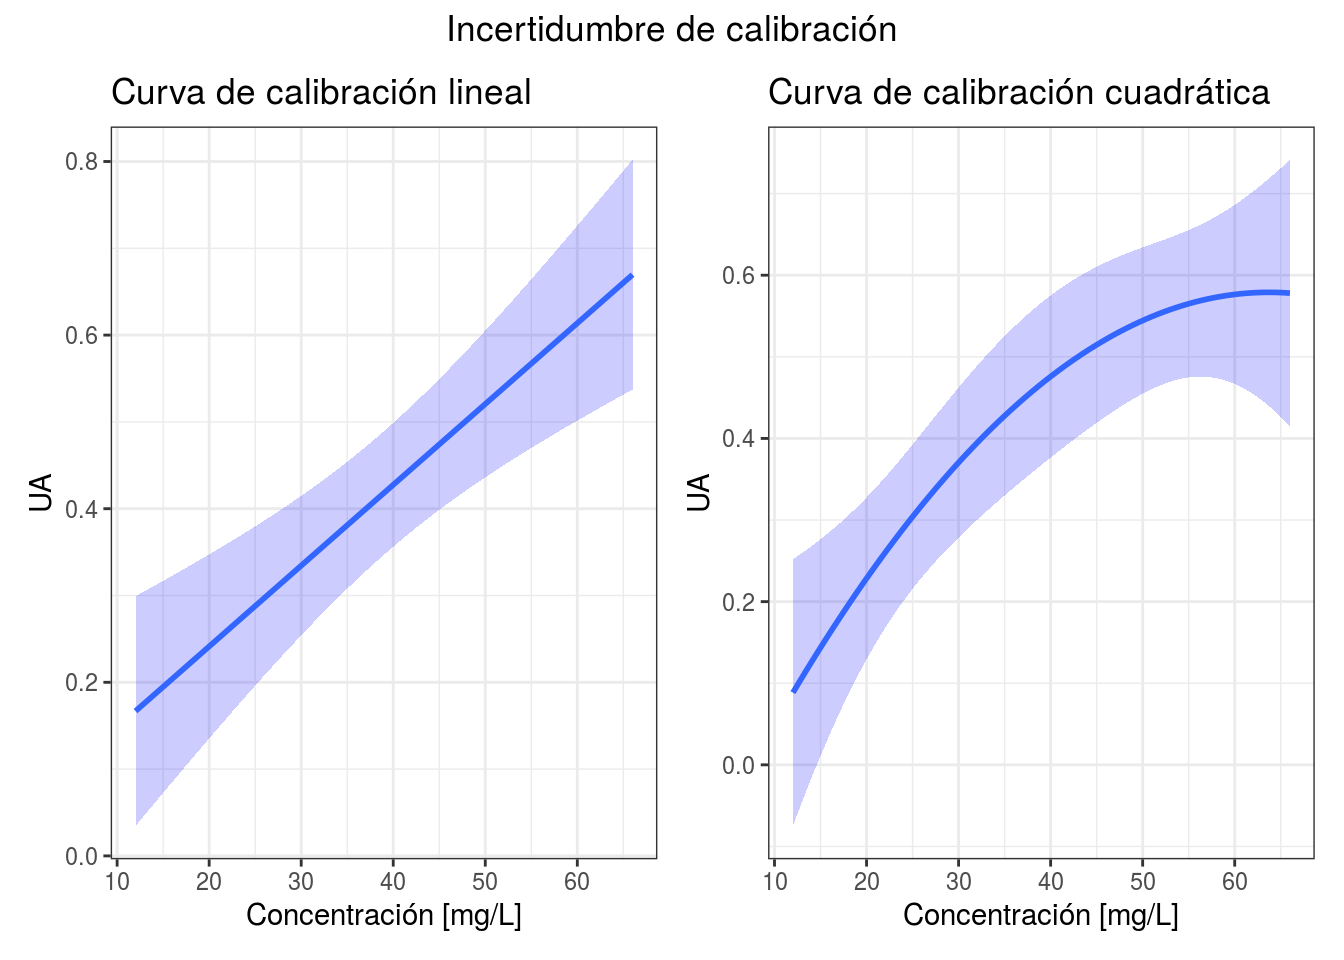 Incertidumbre de calibración
Curva de calibración lineal
UA
0.8
0.6
0.4
0.2
0.0
10 20 30 40 50 60
Concentración [mg/L]
Curva de calibración cuadrática
UA
0.6
0.4
0.2
0.0
10 20 30 40 50 60
Concentración [mg/L]